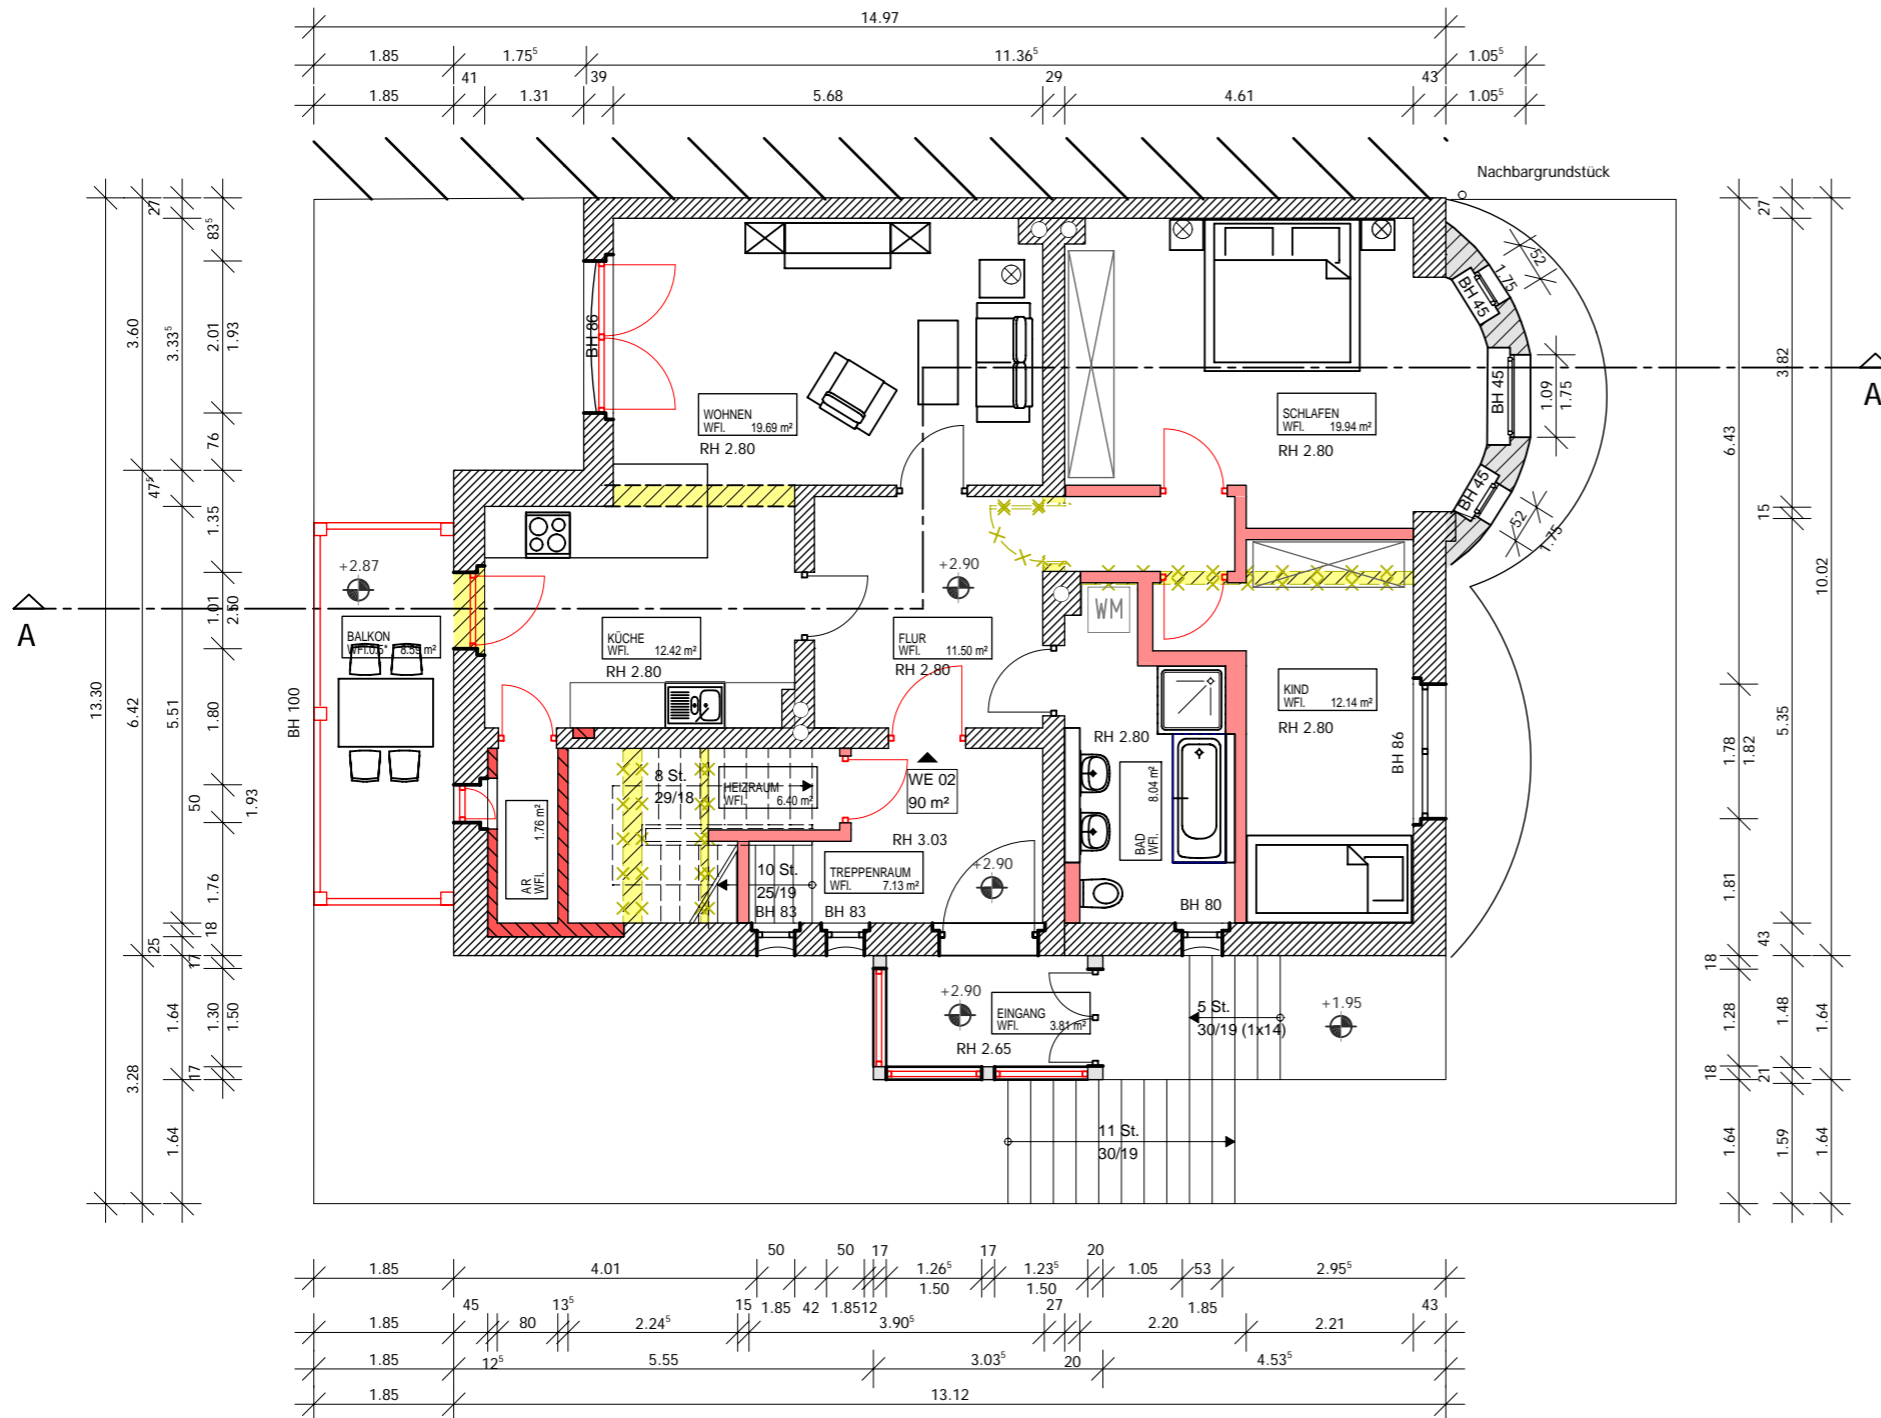 14.97
1.85 1.75⁵ 11.36⁵ 1.05⁵
41 39 29 43
1.85 1.31 5.68 4.61 1.05⁵
Nachbargrundstück
13.30
3.60
6.42
3.28
27
3.33⁵
47⁵
5.51
25
1.64
1.64
83⁵
2.01
1.93
1.76
1.35
1.01
2.50
1.80
50
1.93
1.76
18
17
1.30
1.50
17
BH 86
WOHNEN
WFl. 19.69 m²
RH 2.80
SCHLAFEN
WFl. 19.94 m²
RH 2.80
BH 45
52
1.75
BH 45
1.09
1.75
BH 45
52
1.75
A
A
+2.87
BALKON
WFl.0.5* 8.59 m²
BH 100
KÜCHE
WFl. 12.42 m²
RH 2.80
+2.90
FLUR
WFl. 11.50 m²
RH 2.80
WM
KIND
WFl. 12.14 m²
RH 2.80
BH 86
RH 2.80
BAD
WFl. 8.04 m²
BH 80
8 St.
29/18
HEIZRAUM
WFl. 6.40 m²
WE 02
90 m²
RH 3.03
AR
WFl. 1.76 m²
10 St.
25/19
TREPPENRAUM
WFl. 7.13 m²
+2.90
BH 83 BH 83
+2.90
EINGANG
WFl. 3.81 m²
RH 2.65
5 St.
30/19 (1x14)
+1.95
11 St.
30/19
27
3.82
15
5.35
43
1.48
21
1.59
6.43
1.78
1.82
1.81
18
1.28
18
1.64
10.02
1.64
1.64
50 50 17 17 20
1.85 4.01 1.26⁵ 1.23⁵ 1.05 53 2.95⁵
1.50 1.50
45 13⁵ 15 1.85 42 1.85 12 27 1.85 43
1.85 80 2.24⁵ 3.90⁵ 2.20 2.21
1.85 12⁵ 5.55 3.03⁵ 20 4.53⁵
1.85 13.12